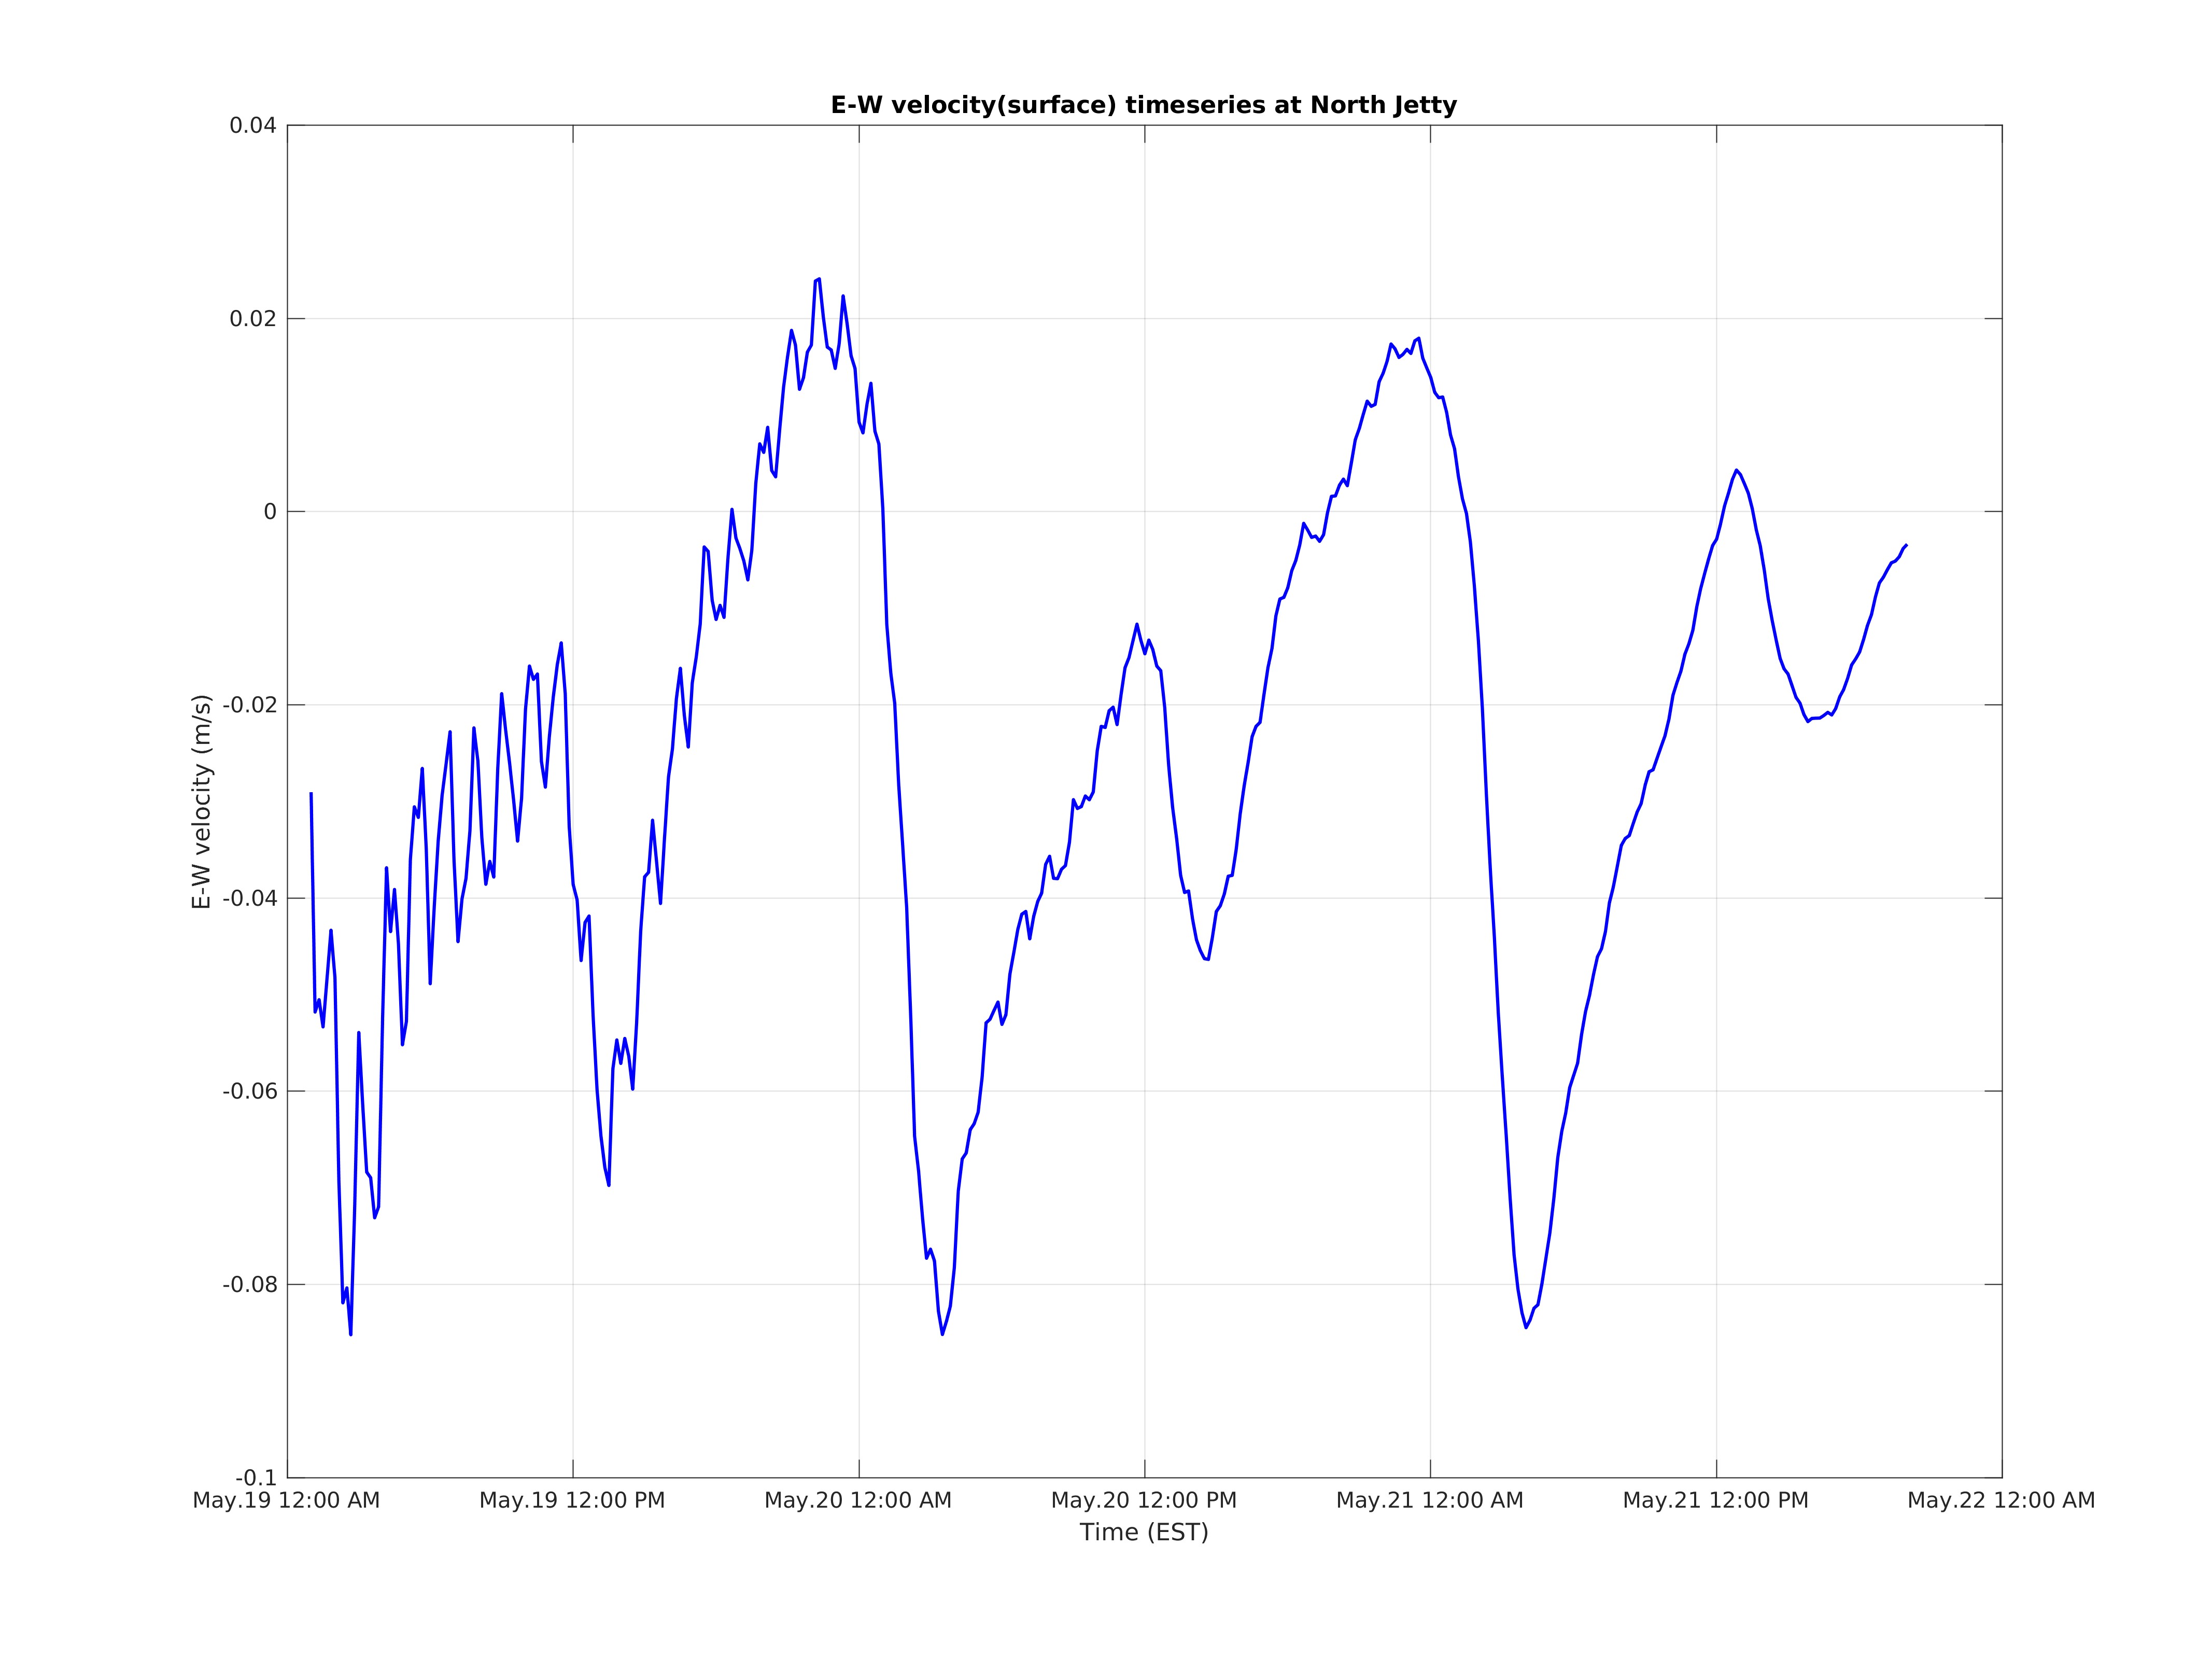 E-W velocity(surface) timeseries at North Jetty
0.04
0.02
0
-0.02
-0.04
-0.06
-0.08
-0.1
E-W velocity (m/s)
May.19 12:00 AM May.19 12:00 PM May.20 12:00 AM May.20 12:00 PM May.21 12:00 AM May.21 12:00 PM May.22 12:00 AM
Time (EST)